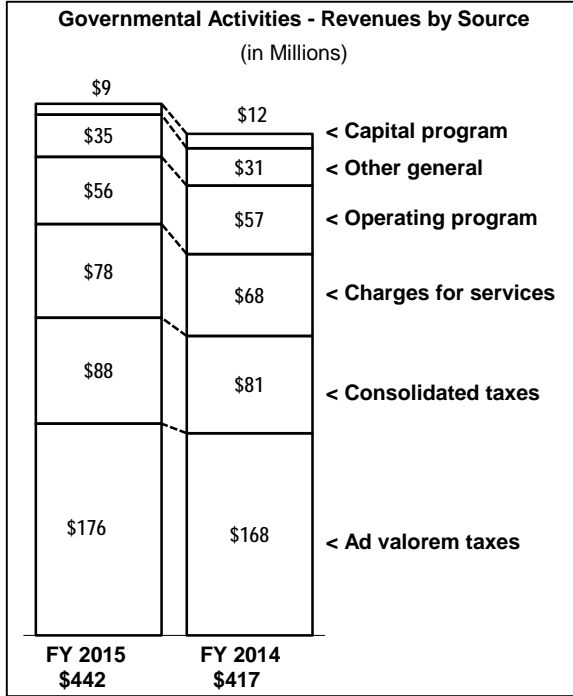 Governmental Activities - Revenues by Source
(in Millions)
$9
$12
< Capital program
$35
$31
< Other general
$56
$57
< Operating program
$78
$68
< Charges for services
$88
$81
< Consolidated taxes
$176
$168
< Ad valorem taxes
FY 2015
FY 2014
$442
$417